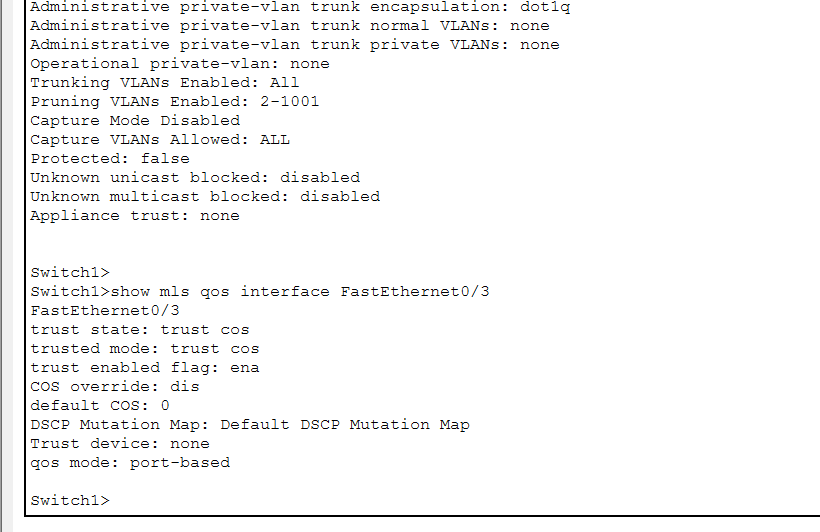 Administrative private-vlan trunk encapsulation: dot1q
Administrative private-vlan trunk normal VLANs: none
Administrative private-vlan trunk private VLANs: none
Operational private-vlan: none
Trunking VLANs Enabled: All
Pruning VLANs Enabled: 2-1001
Capture Mode Disabled
Capture VLANs Allowed: ALL
Protected: false
Unknown unicast blocked: disabled
Unknown multicast blocked: disabled
Appliance trust: none
Switch1>
Switch1>show mls qos interface FastEthernet0/3
FastEthernet0/3
trust state: trust cos
trusted mode: trust cos
trust enabled flag: ena
COS override: dis
default COS: 0
DSCP Mutation Map: Default DSCP Mutation Map
Trust device: none
qos mode: port-based
Switch1>